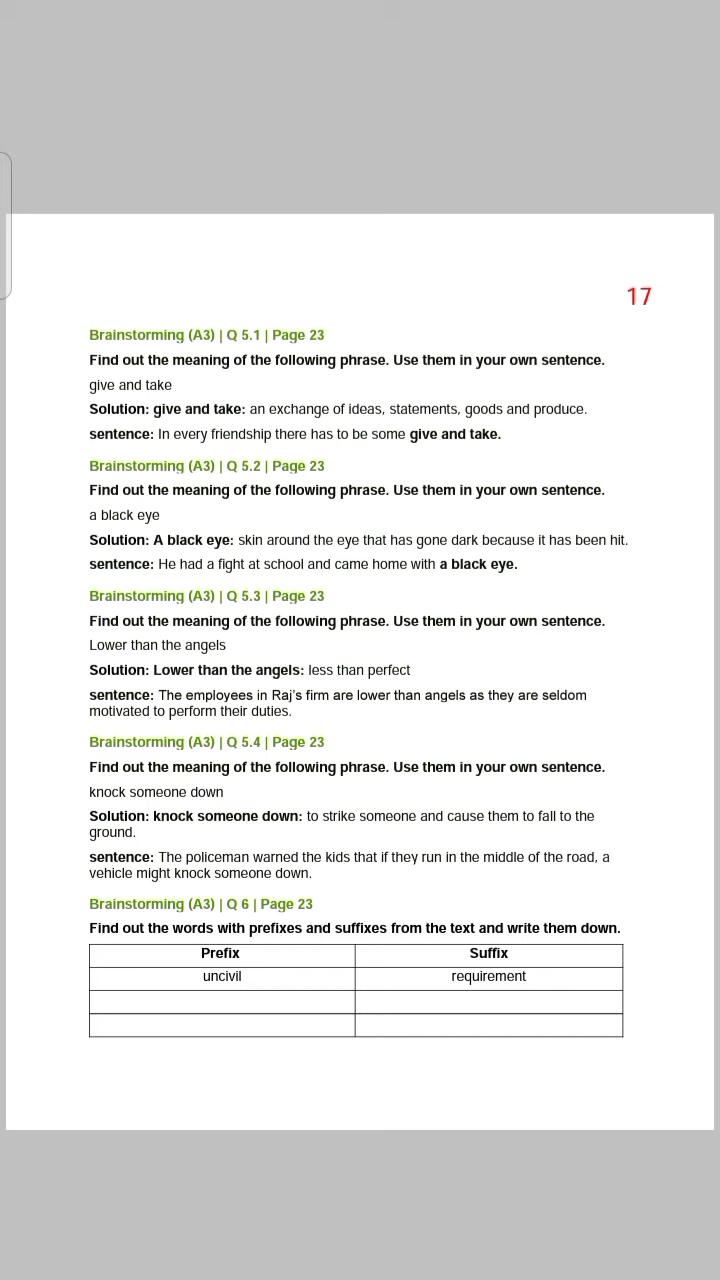 17
Brainstorming (A3) | Q 5.1 | Page 23
Find out the meaning of the following phrase. Use them in your own sentence.
give and take
Solution: give and take: an exchange of ideas, statements, goods and produce.
sentence: In every friendship there has to be some give and take.
Brainstorming (A3) | Q 5.2 | Page 23
Find out the meaning of the following phrase. Use them in your own sentence.
a black eye
Solution: A black eye: skin around the eye that has gone dark because it has been hit.
sentence: He had a fight at school and came home with a black eye.
Brainstorming (A3) | Q 5.3 | Page 23
Find out the meaning of the following phrase. Use them in your own sentence.
Lower than the angels
Solution: Lower than the angels: less than perfect
sentence: The employees in Raj’s firm are lower than angels as they are seldom
motivated to perform their duties.
Brainstorming (A3) | Q 5.4 | Page 23
Find out the meaning of the following phrase. Use them in your own sentence.
knock someone down
Solution: knock someone down: to strike someone and cause them to fall to the
ground.
sentence: The policeman warned the kids that if they run in the middle of the road, a
vehicle might knock someone down.
Brainstorming (A3) | Q 6 | Page 23
Find out the words with prefixes and suffixes from the text and write them down.
Prefix Suffix
uncivil requirement